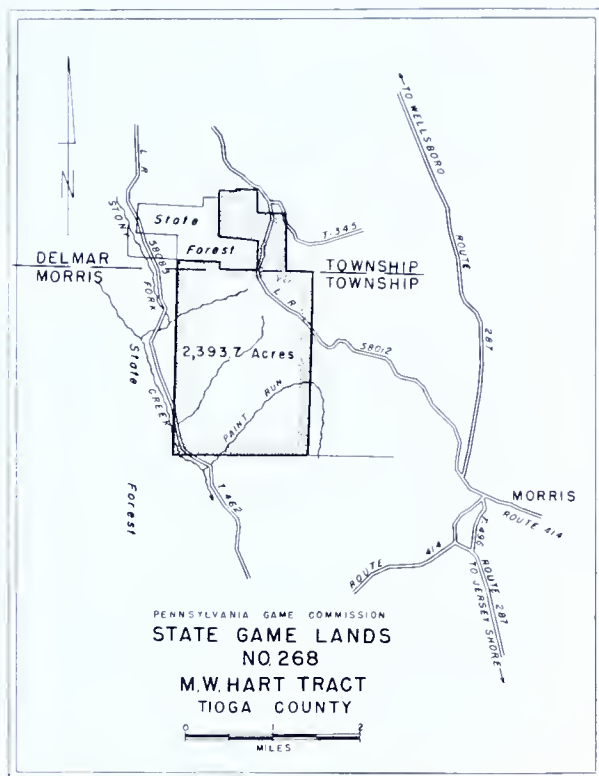 TO WELLSBORO
ROUTE
287
N
L R
58083
STONY
FORK
CREEK
State
Forest
T-345
DELMAR
MORRIS
TOWNSHIP
TOWNSHIP
L R
58012
2,393.7 Acres
PAINT RUN
State
Forest
T-462
MORRIS
ROUTE 414
ROUTE 414
T-496
ROUTE 287
TO JERSEY SHORE
PENNSYLVANIA GAME COMMISSION
STATE GAME LANDS
NO. 268
M.W. HART TRACT
TIOGA COUNTY
0 1 2
MILES